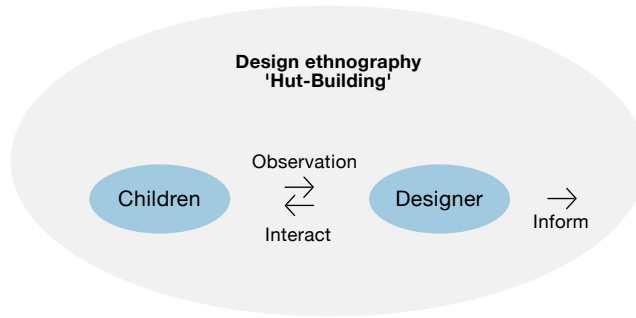 Design ethnography
'Hut-Building'
Observation
Children
Designer
Interact
Inform